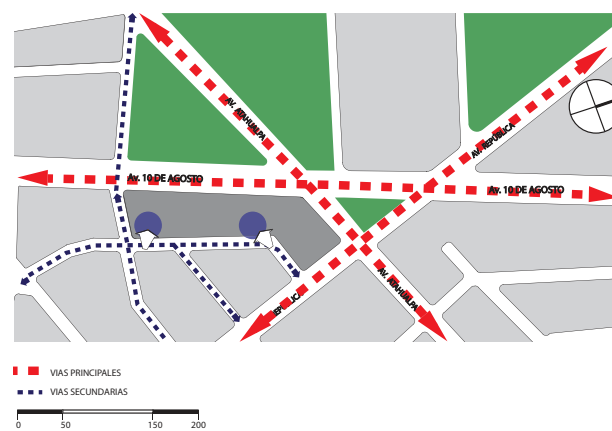 AV. ATAHUALPA
AV. REPÚBLICA
Av. 10 DE AGOSTO
Av. 10 DE AGOSTO
AV. ATAHUALPA
VIAS PRINCIPALES
VIAS SECUNDARIAS
0 50 150 200